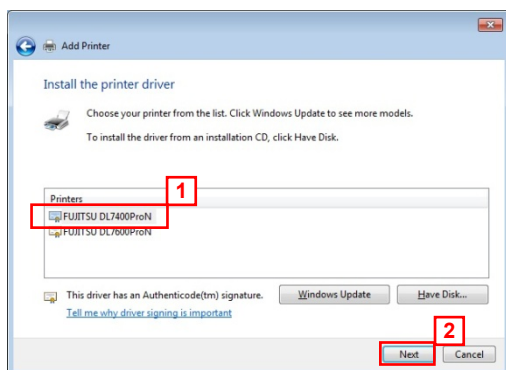 Add Printer
Install the printer driver
Choose your printer from the list. Click Windows Update to see more models.
To install the driver from an installation CD, click Have Disk.
1
Printers
FUJITSU DL7400ProN
FUJITSU DL7600ProN
This driver has an Authenticode(tm) signature.
Windows Update
Have Disk...
Tell me why driver signing is important
2
Next
Cancel